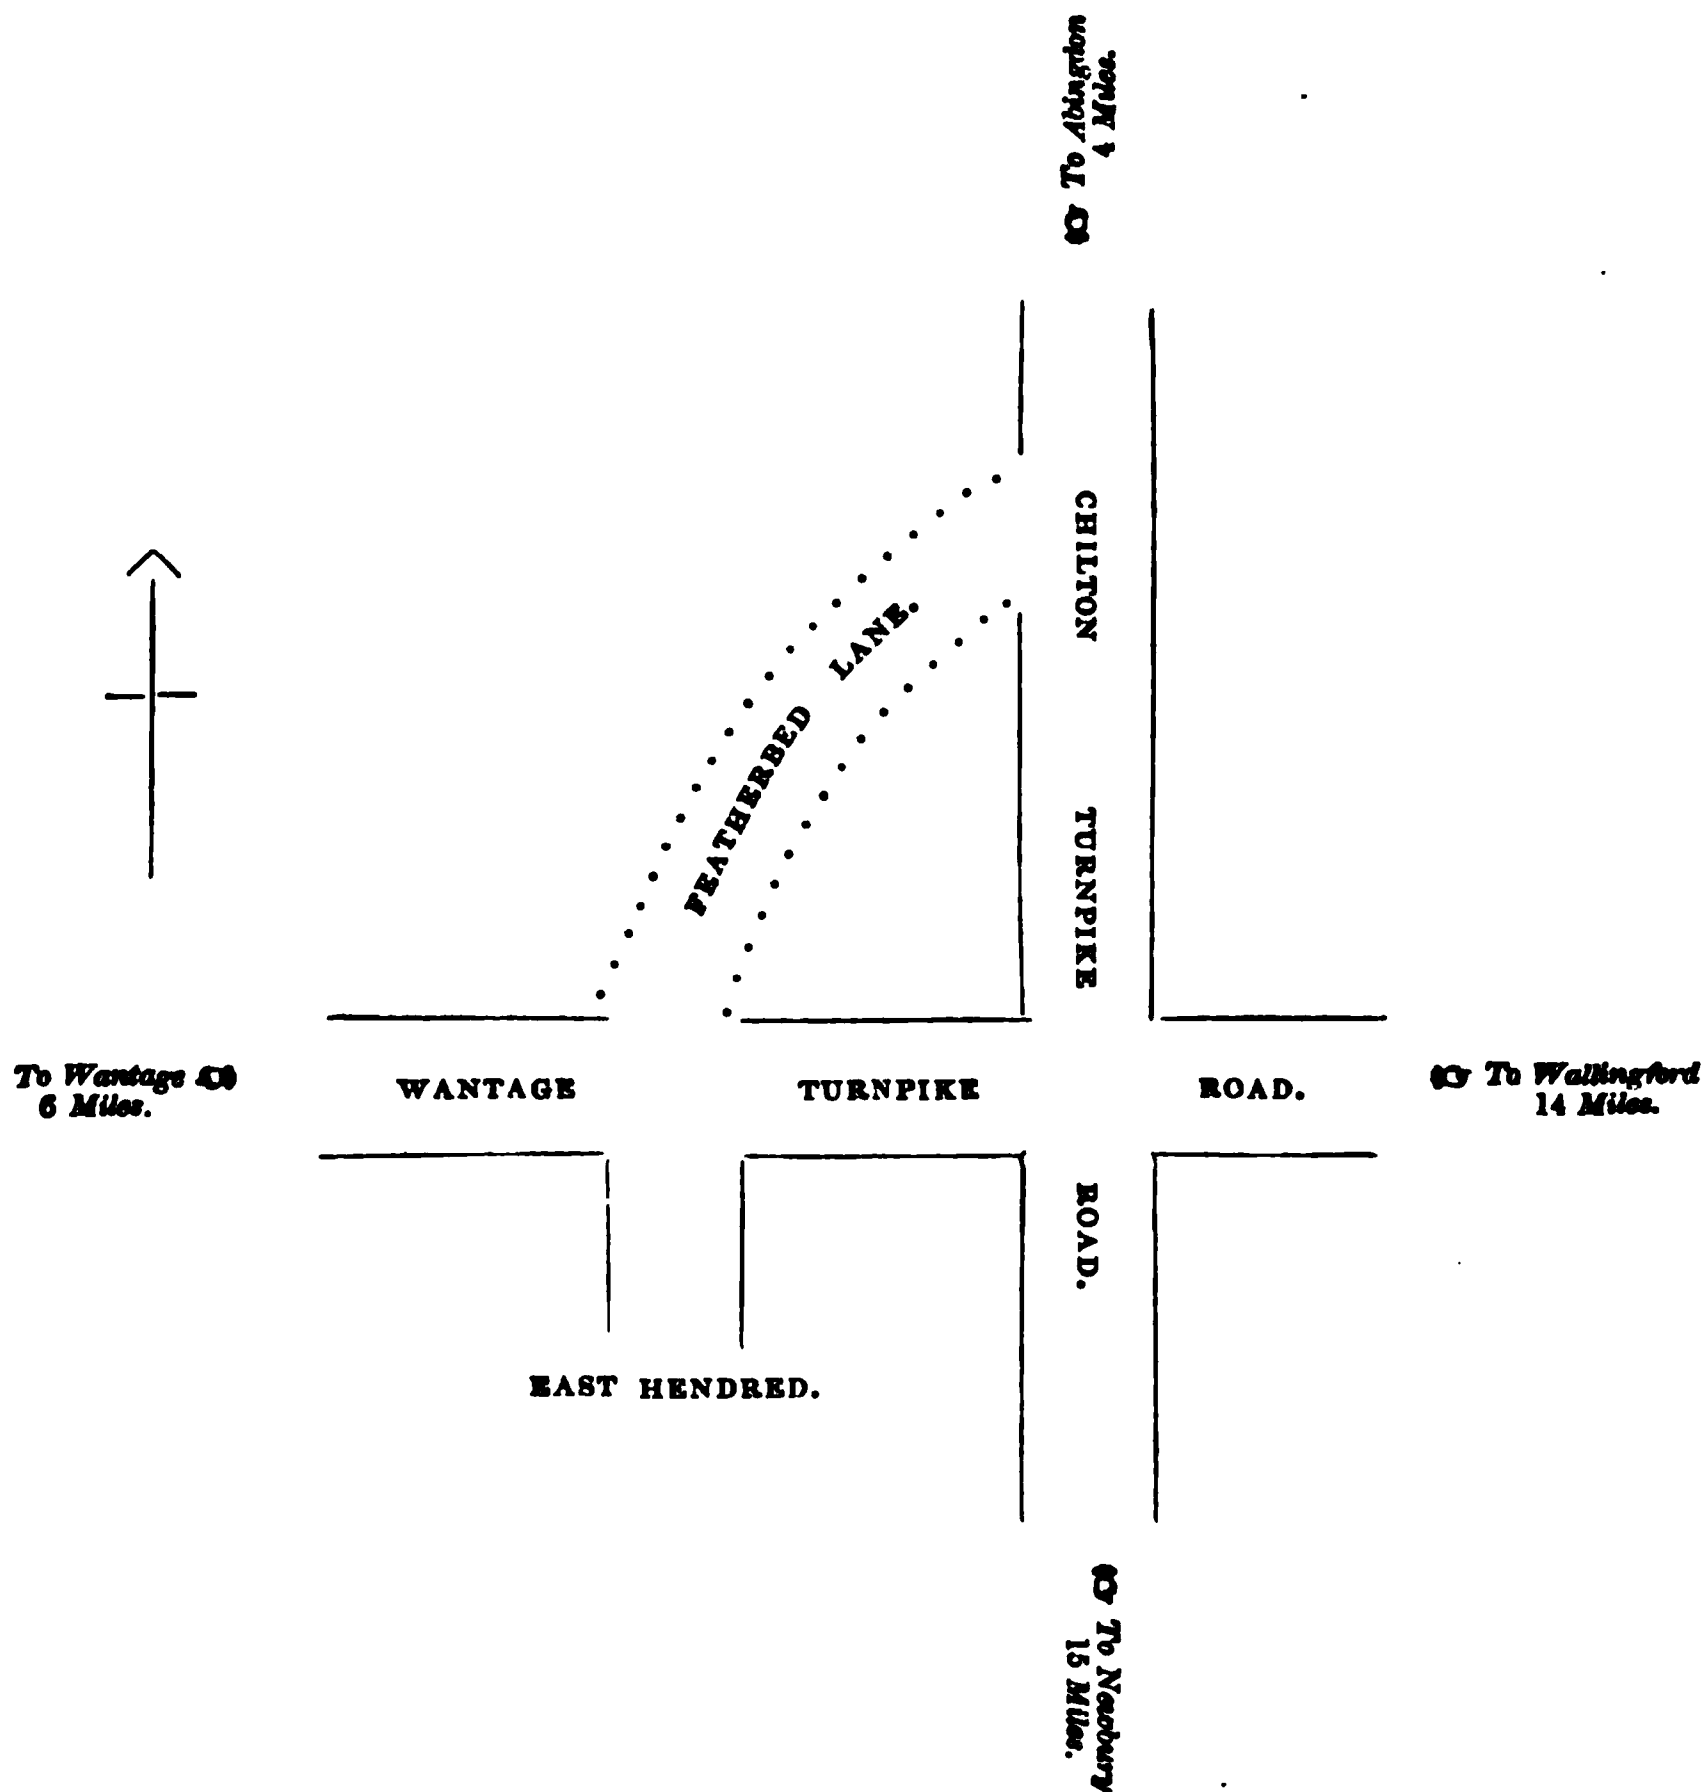 To Abington
4 Miles.
CHILTON TURNPIKE ROAD.
FEATHERBED LANE.
To Wantage
6 Miles.
WANTAGE TURNPIKE ROAD.
To Wallingford
14 Miles.
EAST HENDRED.
To Newbury
15 Miles.